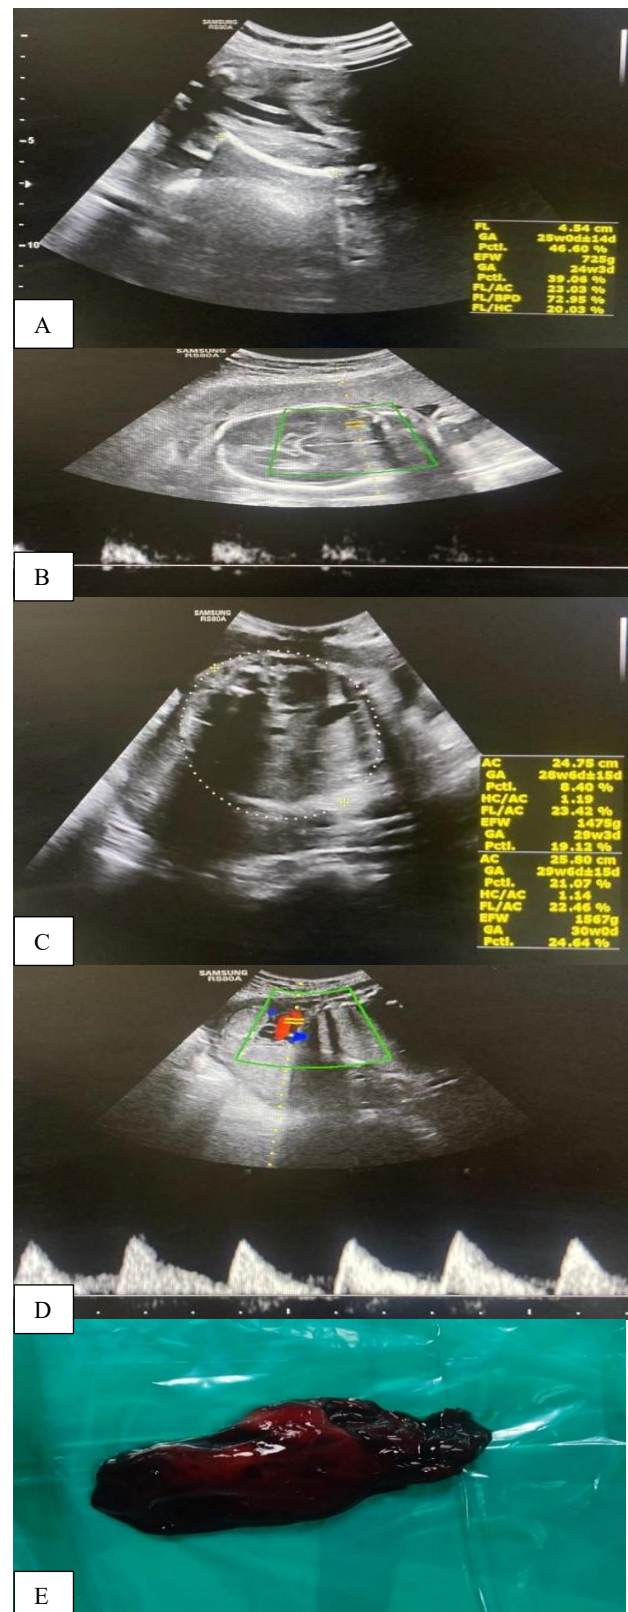 SAMSUNG
RS80A
5
10
FL 4.54 cm
GA 25w0d±14d
Pctl. 46.60 %
EFW 725g
GA 24w3d
Pctl. 39.06 %
FL/AC 23.03 %
FL/BPD 72.95 %
FL/HC 20.03 %
A
SAMSUNG
RS80A
B
SAMSUNG
RS80A
AC 24.75 cm
GA 28w6d±15d
Pctl. 8.40 %
HC/AC 1.19
FL/AC 23.42 %
EFW 1475g
GA 29w3d
Pctl. 19.12 %
AC 25.80 cm
GA 29w6d±15d
Pctl. 21.07 %
HC/AC 1.14
FL/AC 22.46 %
EFW 1567g
GA 30w0d
Pctl. 24.64 %
C
SAMSUNG
RS80A
D
E